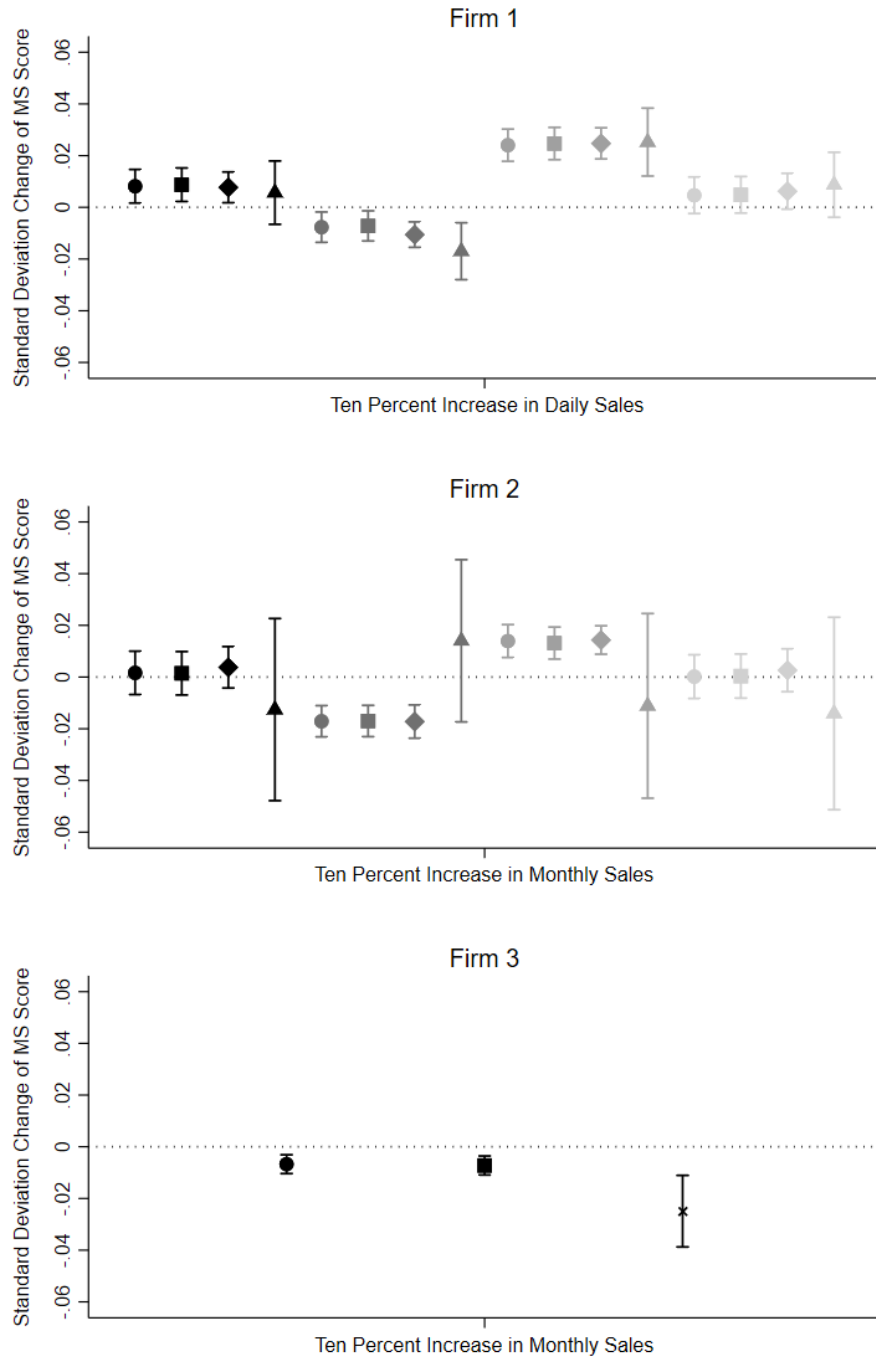 Firm 1
Standard Deviation Change of MS Score
.06
.04
.02
0
-.02
-.04
-.06
Ten Percent Increase in Daily Sales
Firm 2
Standard Deviation Change of MS Score
.06
.04
.02
0
-.02
-.04
-.06
Ten Percent Increase in Monthly Sales
Firm 3
Standard Deviation Change of MS Score
.06
.04
.02
0
-.02
-.04
-.06
Ten Percent Increase in Monthly Sales